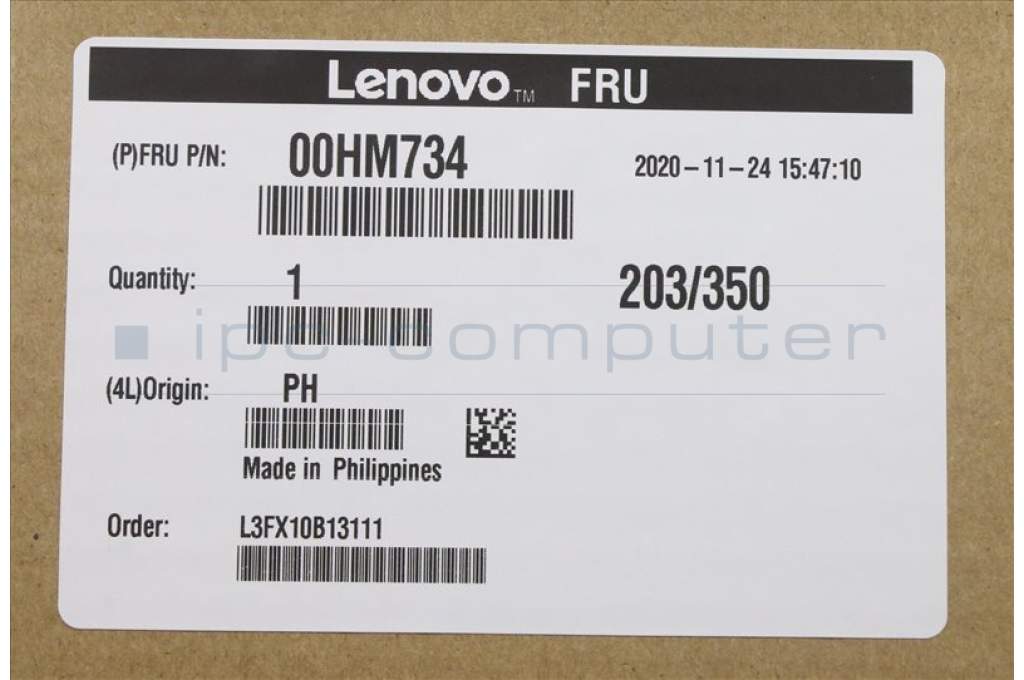 Lenovo™ FRU
(P)FRU P/N: 00HM734 2020-11-24 15:47:10
Quantity: 1 203/350
ipc-computer
(4L)Origin: PH
Made in Philippines
Order: L3FX10B13111